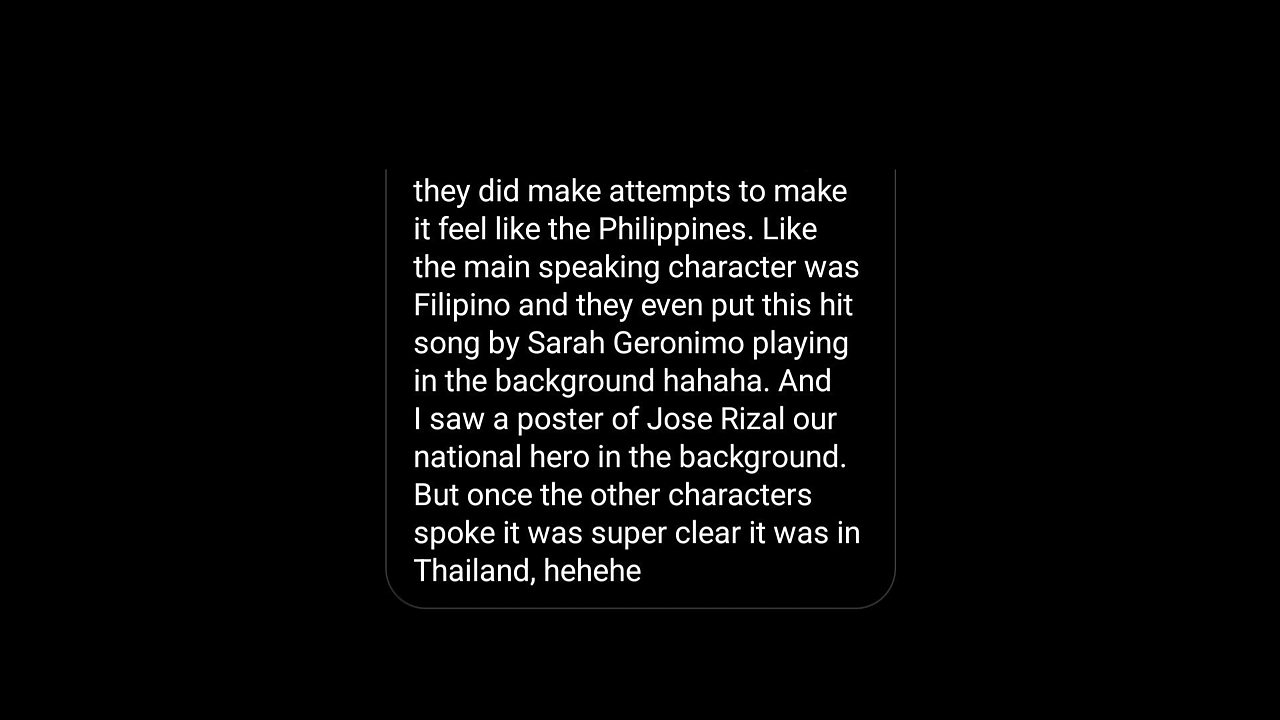 they did make attempts to make
it feel like the Philippines. Like
the main speaking character was
Filipino and they even put this hit
song by Sarah Geronimo playing
in the background hahaha. And
I saw a poster of Jose Rizal our
national hero in the background.
But once the other characters
spoke it was super clear it was in
Thailand, hehehe